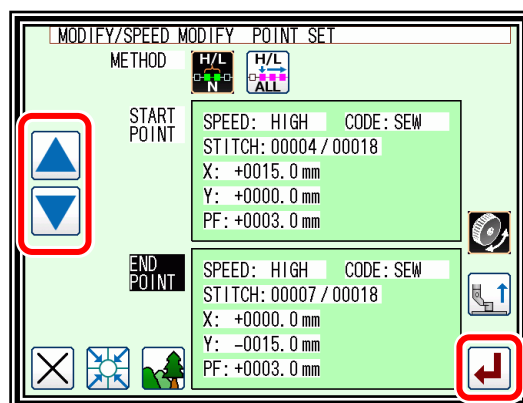 MODIFY/SPEED MODIFY POINT SET
METHOD
H/L
N
H/L
ALL
START
POINT
SPEED: HIGH CODE: SEW
STITCH: 00004/00018
X: +0015.0 mm
Y: +0000.0 mm
PF: +0003.0 mm
END
POINT
SPEED: HIGH CODE: SEW
STITCH: 00007/00018
X: +0000.0 mm
Y: -0015.0 mm
PF: +0003.0 mm